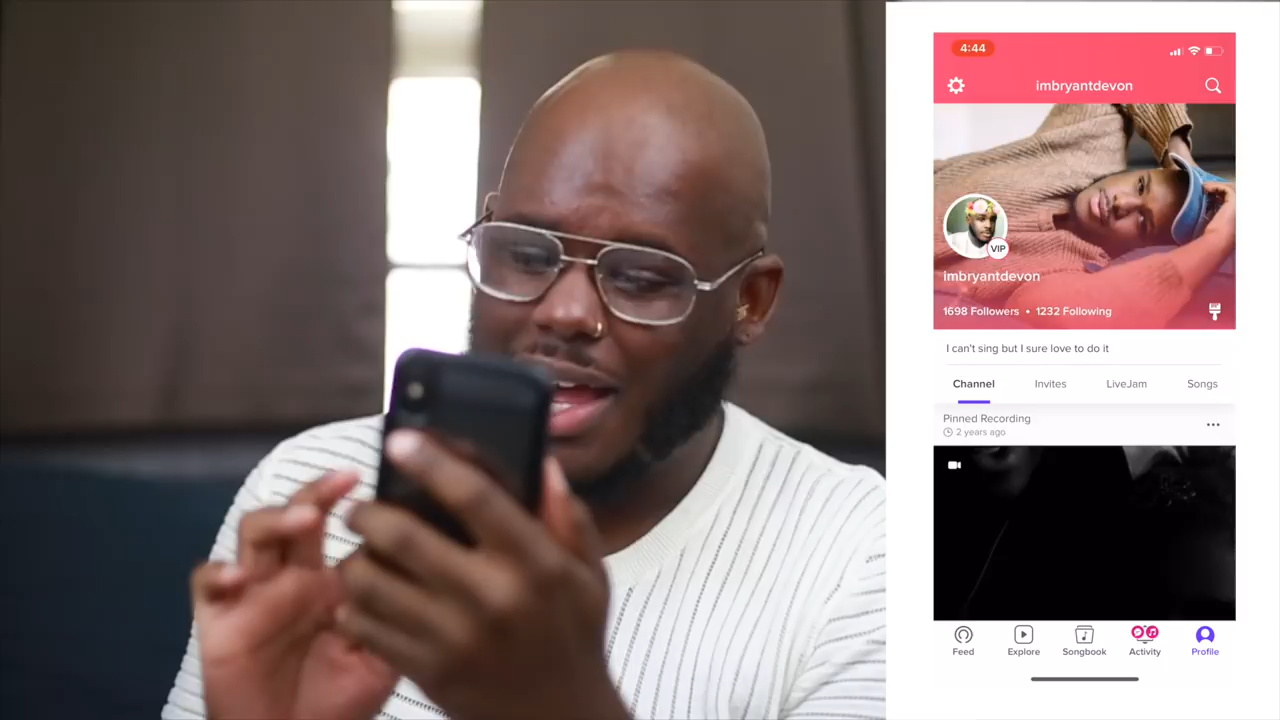 4:44
imbryantdevon
VIP
imbryantdevon
1698 Followers • 1232 Following
I can't sing but I sure love to do it
Channel Invites LiveJam Songs
Pinned Recording
2 years ago
Feed Explore Songbook Activity Profile